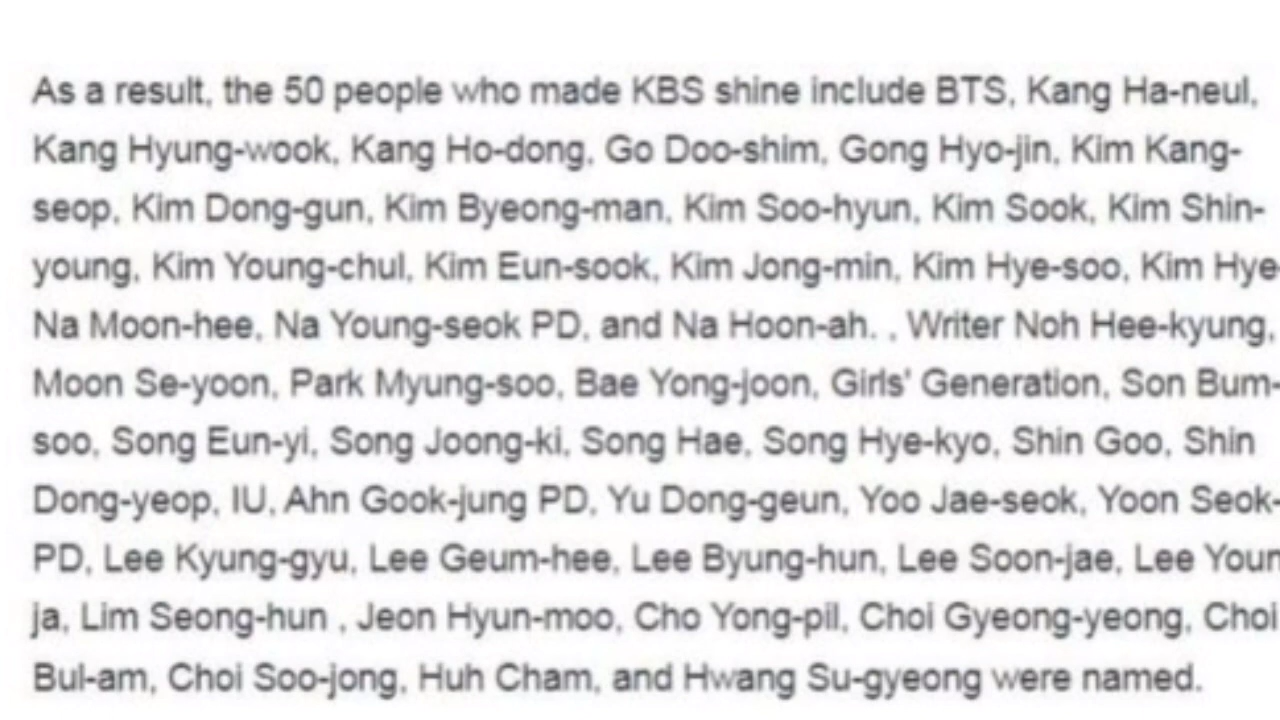 As a result, the 50 people who made KBS shine include BTS, Kang Ha-neul,
Kang Hyung-wook, Kang Ho-dong, Go Doo-shim, Gong Hyo-jin, Kim Kang-
seop, Kim Dong-gun, Kim Byeong-man, Kim Soo-hyun, Kim Sook, Kim Shin-
young, Kim Young-chul, Kim Eun-sook, Kim Jong-min, Kim Hye-soo, Kim Hye-
Na Moon-hee, Na Young-seok PD, and Na Hoon-ah. , Writer Noh Hee-kyung,
Moon Se-yoon, Park Myung-soo, Bae Yong-joon, Girls' Generation, Son Bum-
soo, Song Eun-yi, Song Joong-ki, Song Hae, Song Hye-kyo, Shin Goo, Shin
Dong-yeop, IU, Ahn Gook-jung PD, Yu Dong-geun, Yoo Jae-seok, Yoon Seok-
PD, Lee Kyung-gyu, Lee Geum-hee, Lee Byung-hun, Lee Soon-jae, Lee Youn
ja, Lim Seong-hun , Jeon Hyun-moo, Cho Yong-pil, Choi Gyeong-yeong, Choi
Bul-am, Choi Soo-jong, Huh Cham, and Hwang Su-gyeong were named.